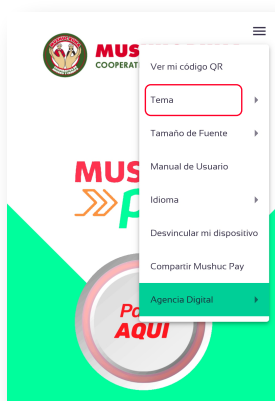 MUS
COOPERATI
Ver mi código QR
Tema
Tamaño de Fuente
Manual de Usuario
MUS
Idioma
Desvincular mi dispositivo
Compartir Mushuc Pay
Agencia Digital
AQUI